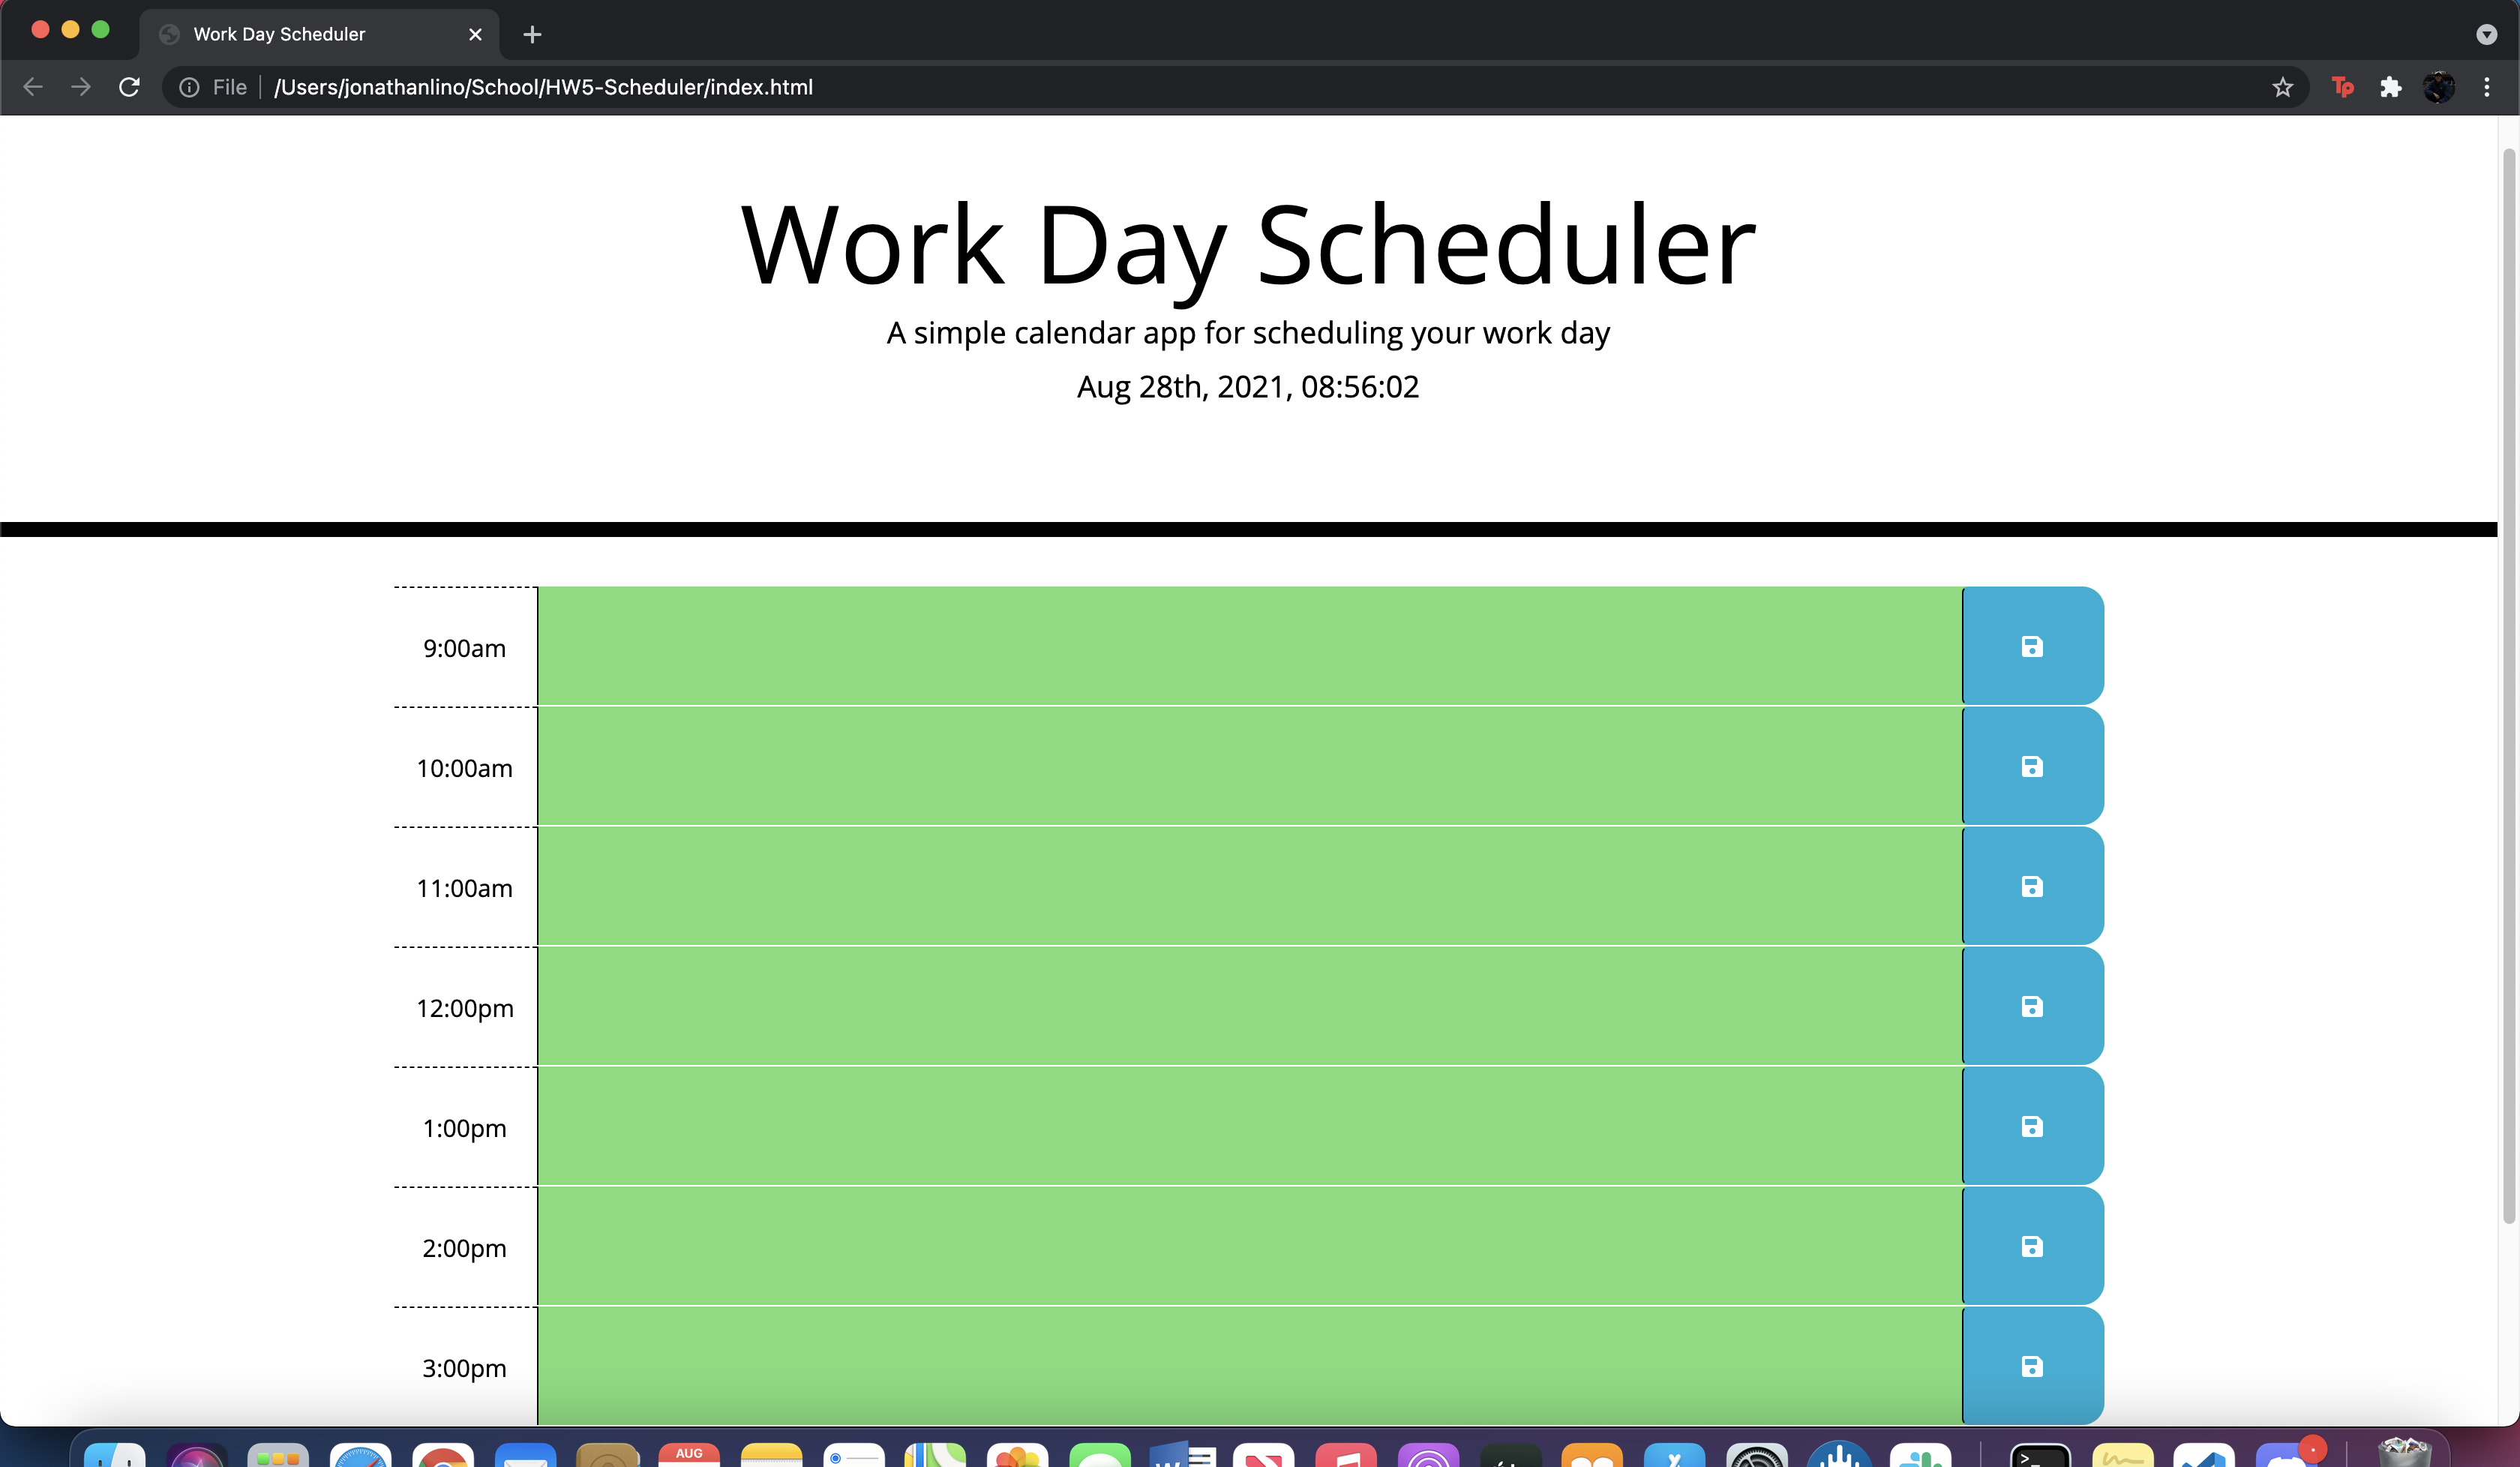 Work Day Scheduler
File /Users/jonathanlino/School/HW5-Scheduler/index.html
Tp
Work Day Scheduler
A simple calendar app for scheduling your work day
Aug 28th, 2021, 08:56:02
9:00am
10:00am
11:00am
12:00pm
1:00pm
2:00pm
3:00pm
AUG